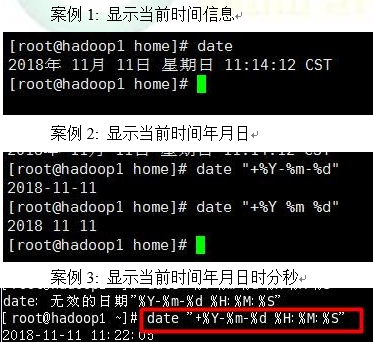 案例 1: 显示当前时间信息
[root@hadoop1 home]# date
2018年 11月 11日 星期日 11:14:12 CST
[root@hadoop1 home]#
案例 2: 显示当前时间年月日
[root@hadoop1 home]# date "+%Y-%m-%d"
2018-11-11
[root@hadoop1 home]# date "+%Y %m %d"
2018 11 11
[root@hadoop1 home]#
案例 3: 显示当前时间年月日时分秒
date: 无效的日期"%Y-%m-%d %H:%M:%S"
[root@hadoop1 ~]# date "+%Y-%m-%d %H:%M:%S"
2018-11-11 11:22:05